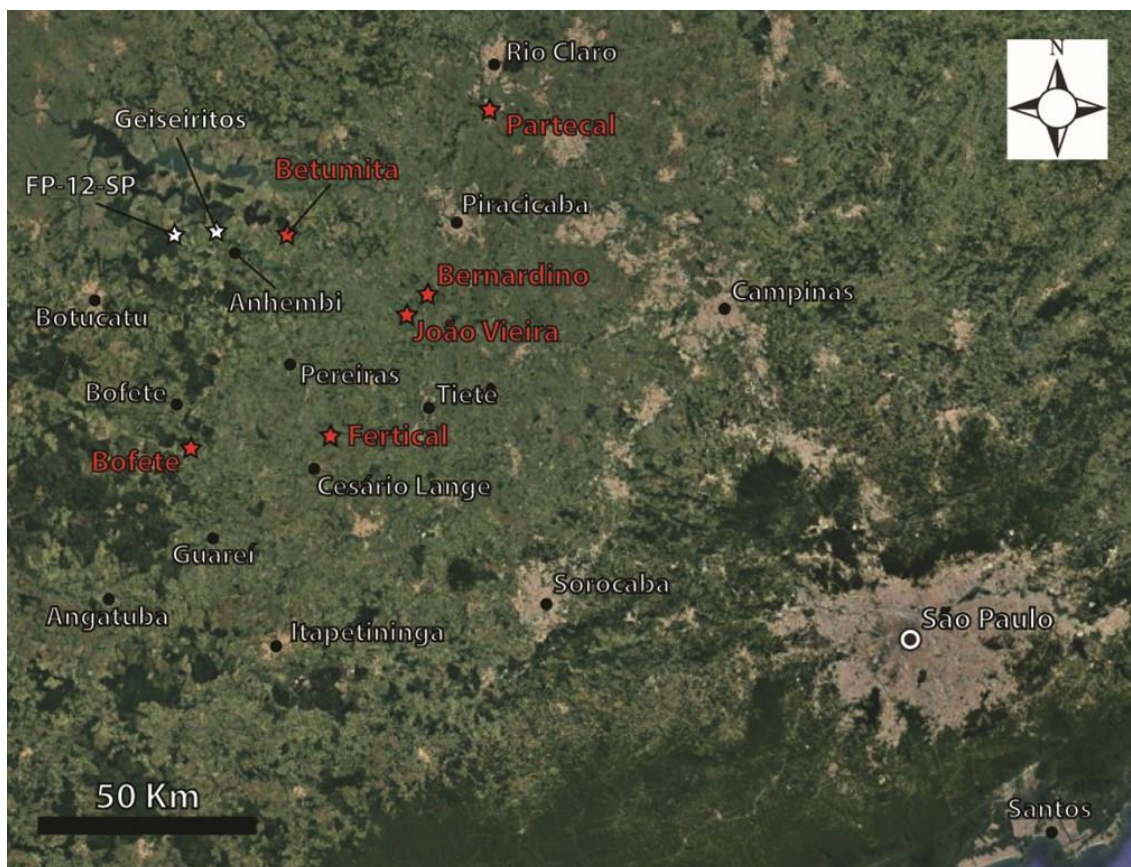 N
Rio Claro
Partecal
Geiseiritos
Betumita
FP-12-SP
Piracicaba
Bernardino
Campinas
Anhembi
Botucatu
João Vieira
Pereiras
Bofete
Tietê
Fertical
Bofete
Cesário Lange
Guareí
Sorocaba
Angatuba
São Paulo
Itapetininga
50 Km
Santos